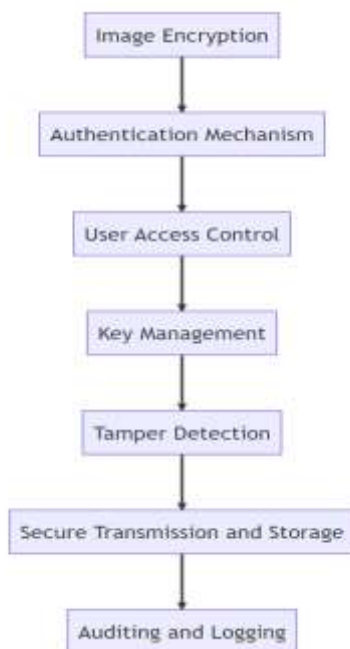 Image Encryption
Authentication Mechanism
User Access Control
Key Management
Tamper Detection
Secure Transmission and Storage
Auditing and Logging